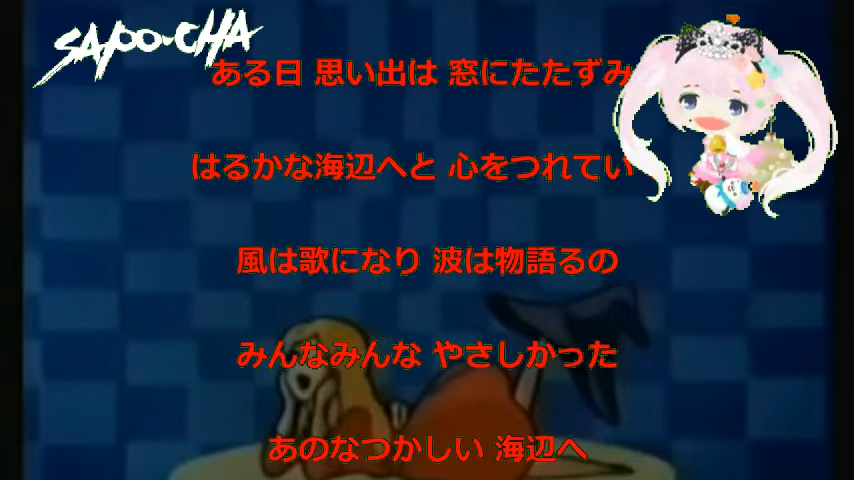 SAPO-CHA
ある日 思い出は 窓にたたずみ
はるかな海辺へと 心をつれてい
風は歌になり 波は物語るの
みんなみんな やさしかった
あのなつかしい 海辺へ